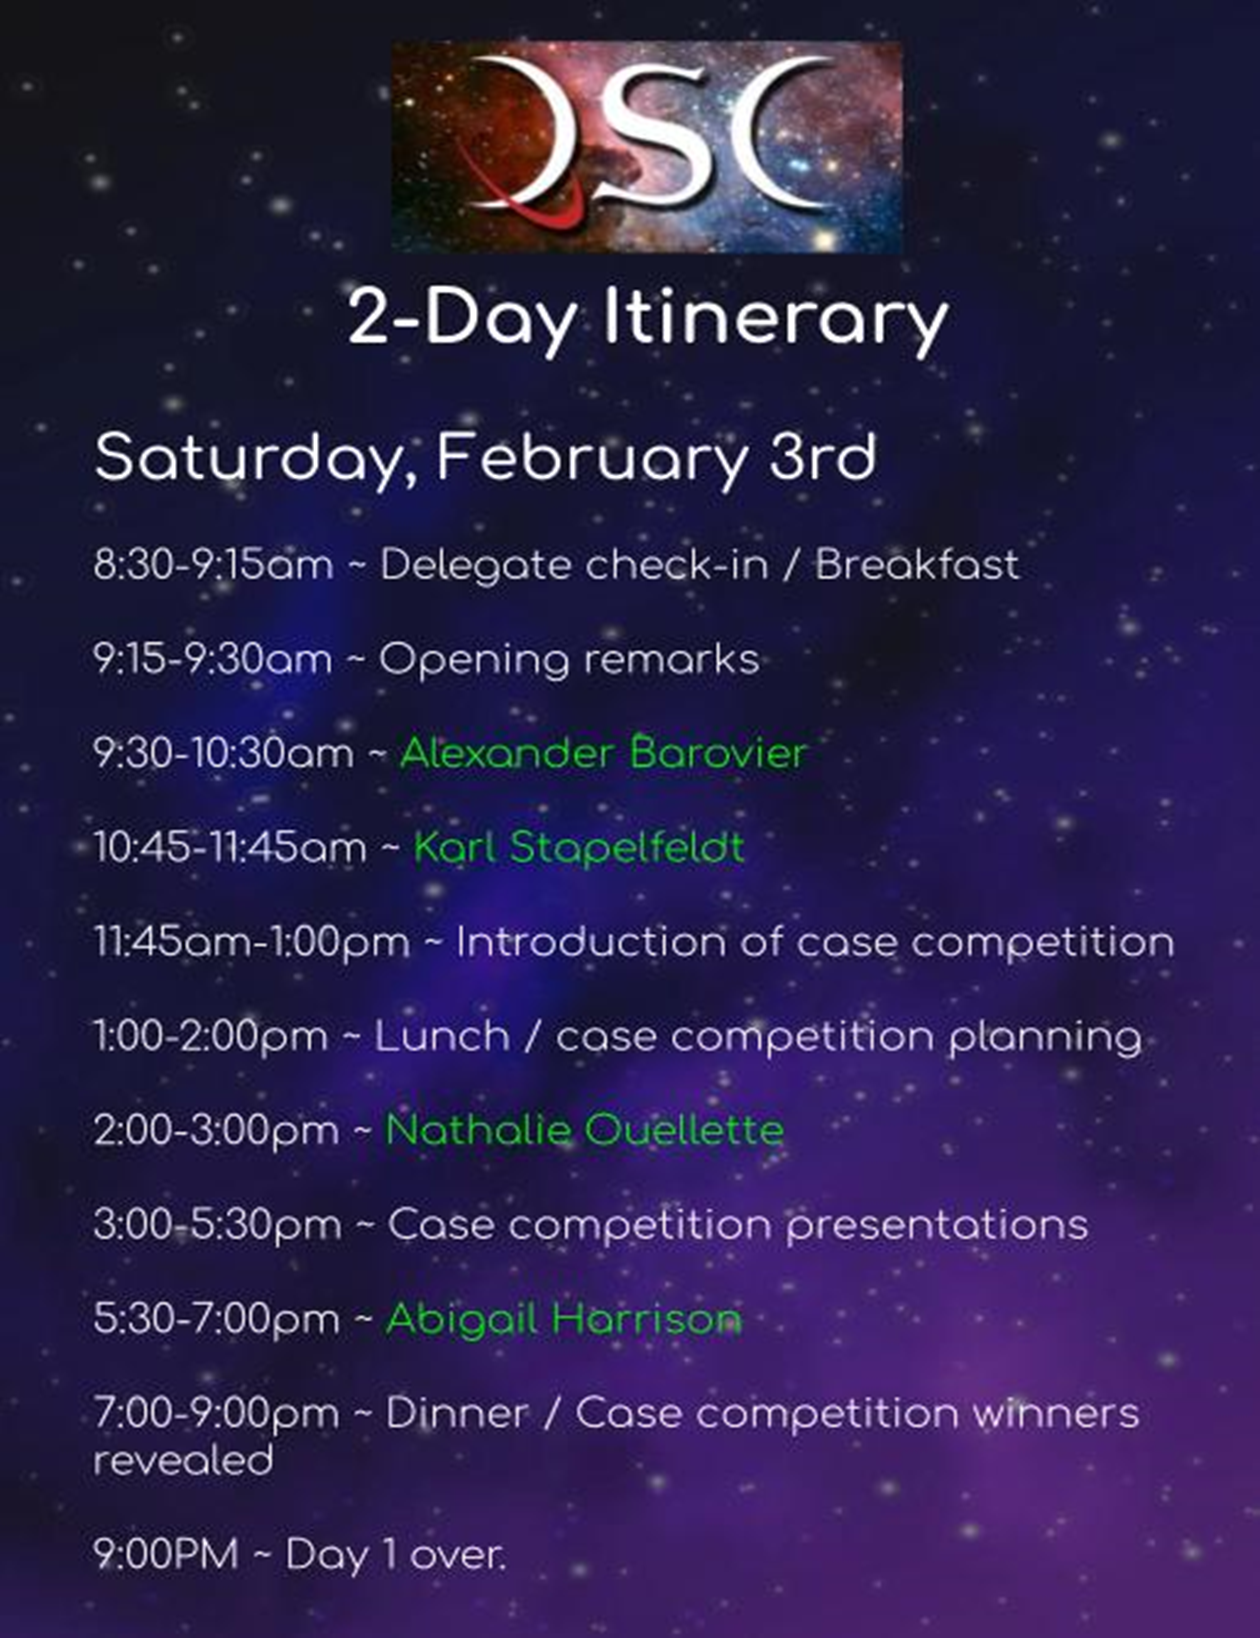 QSC
2-Day Itinerary
Saturday, February 3rd
8:30-9:15am ~ Delegate check-in / Breakfast
9:15-9:30am ~ Opening remarks
9:30-10:30am ~ Alexander Barovier
10:45-11:45am ~ Karl Stapelfeldt
11:45am-1:00pm ~ Introduction of case competition
1:00-2:00pm ~ Lunch / case competition planning
2:00-3:00pm ~ Nathalie Ouellette
3:00-5:30pm ~ Case competition presentations
5:30-7:00pm ~ Abigail Harrison
7:00-9:00pm ~ Dinner / Case competition winners
revealed
9:00PM ~ Day 1 over.